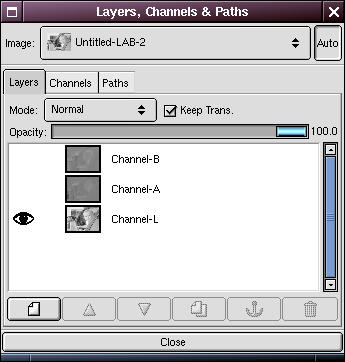 Layers, Channels & Paths
Image: Untitled-LAB-2 Auto
Layers Channels Paths
Mode: Normal Keep Trans.
Opacity: 100.0
Channel-B
Channel-A
Channel-L
Close